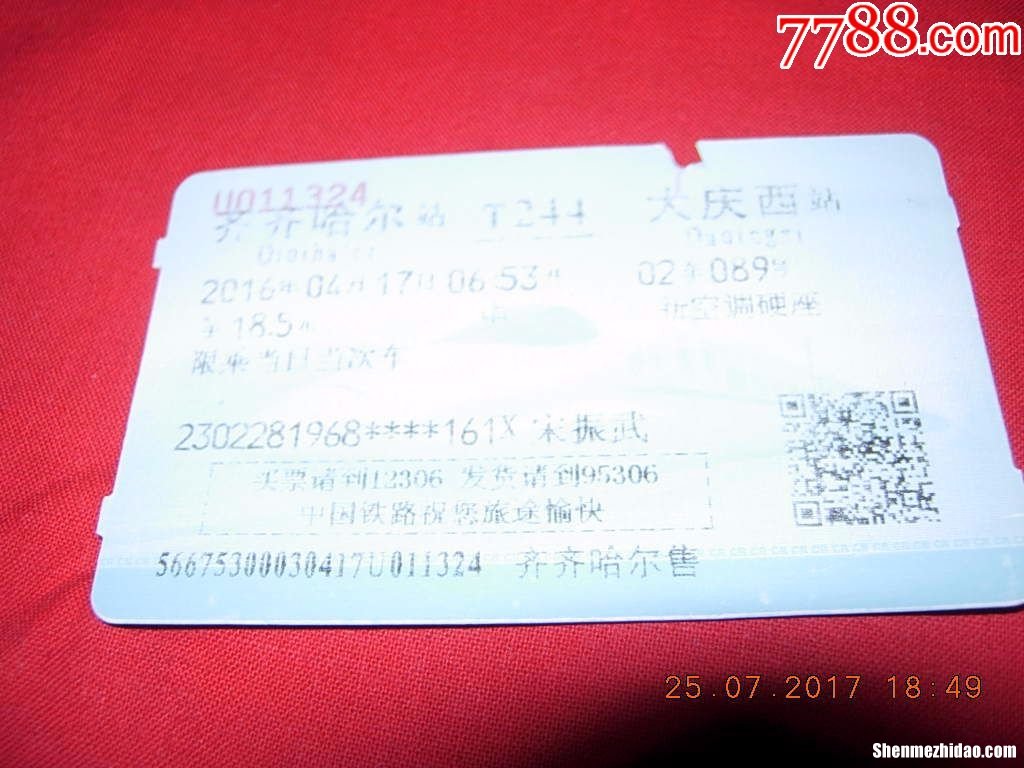 7788.com
U011324
齐齐哈尔站 T244 大庆西站
2016年04月17日06:53开 02车089号
¥18.5元 新空调硬座
限乘当日当次车
2302281968****161X 宋振武
买票请到12306 发货请到95306
中国铁路祝您旅途愉快
56675300030417U011324 齐齐哈尔售
25.07.2017 18:49
Shenmezhidao.com